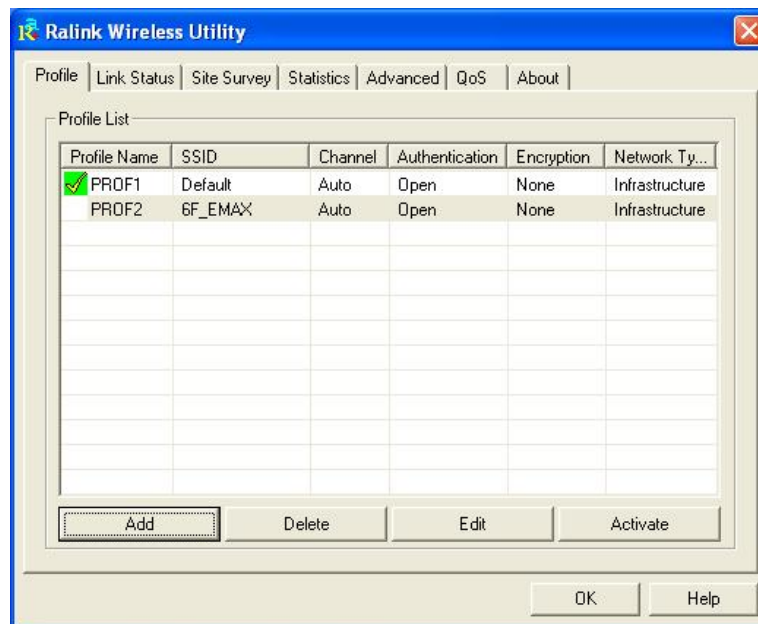 Ralink Wireless Utility
Profile Link Status Site Survey Statistics Advanced QoS About
Profile List
Profile Name SSID Channel Authentication Encryption Network Ty...
PROF1 Default Auto Open None Infrastructure
PROF2 6F_EMAX Auto Open None Infrastructure
Add Delete Edit Activate
OK Help